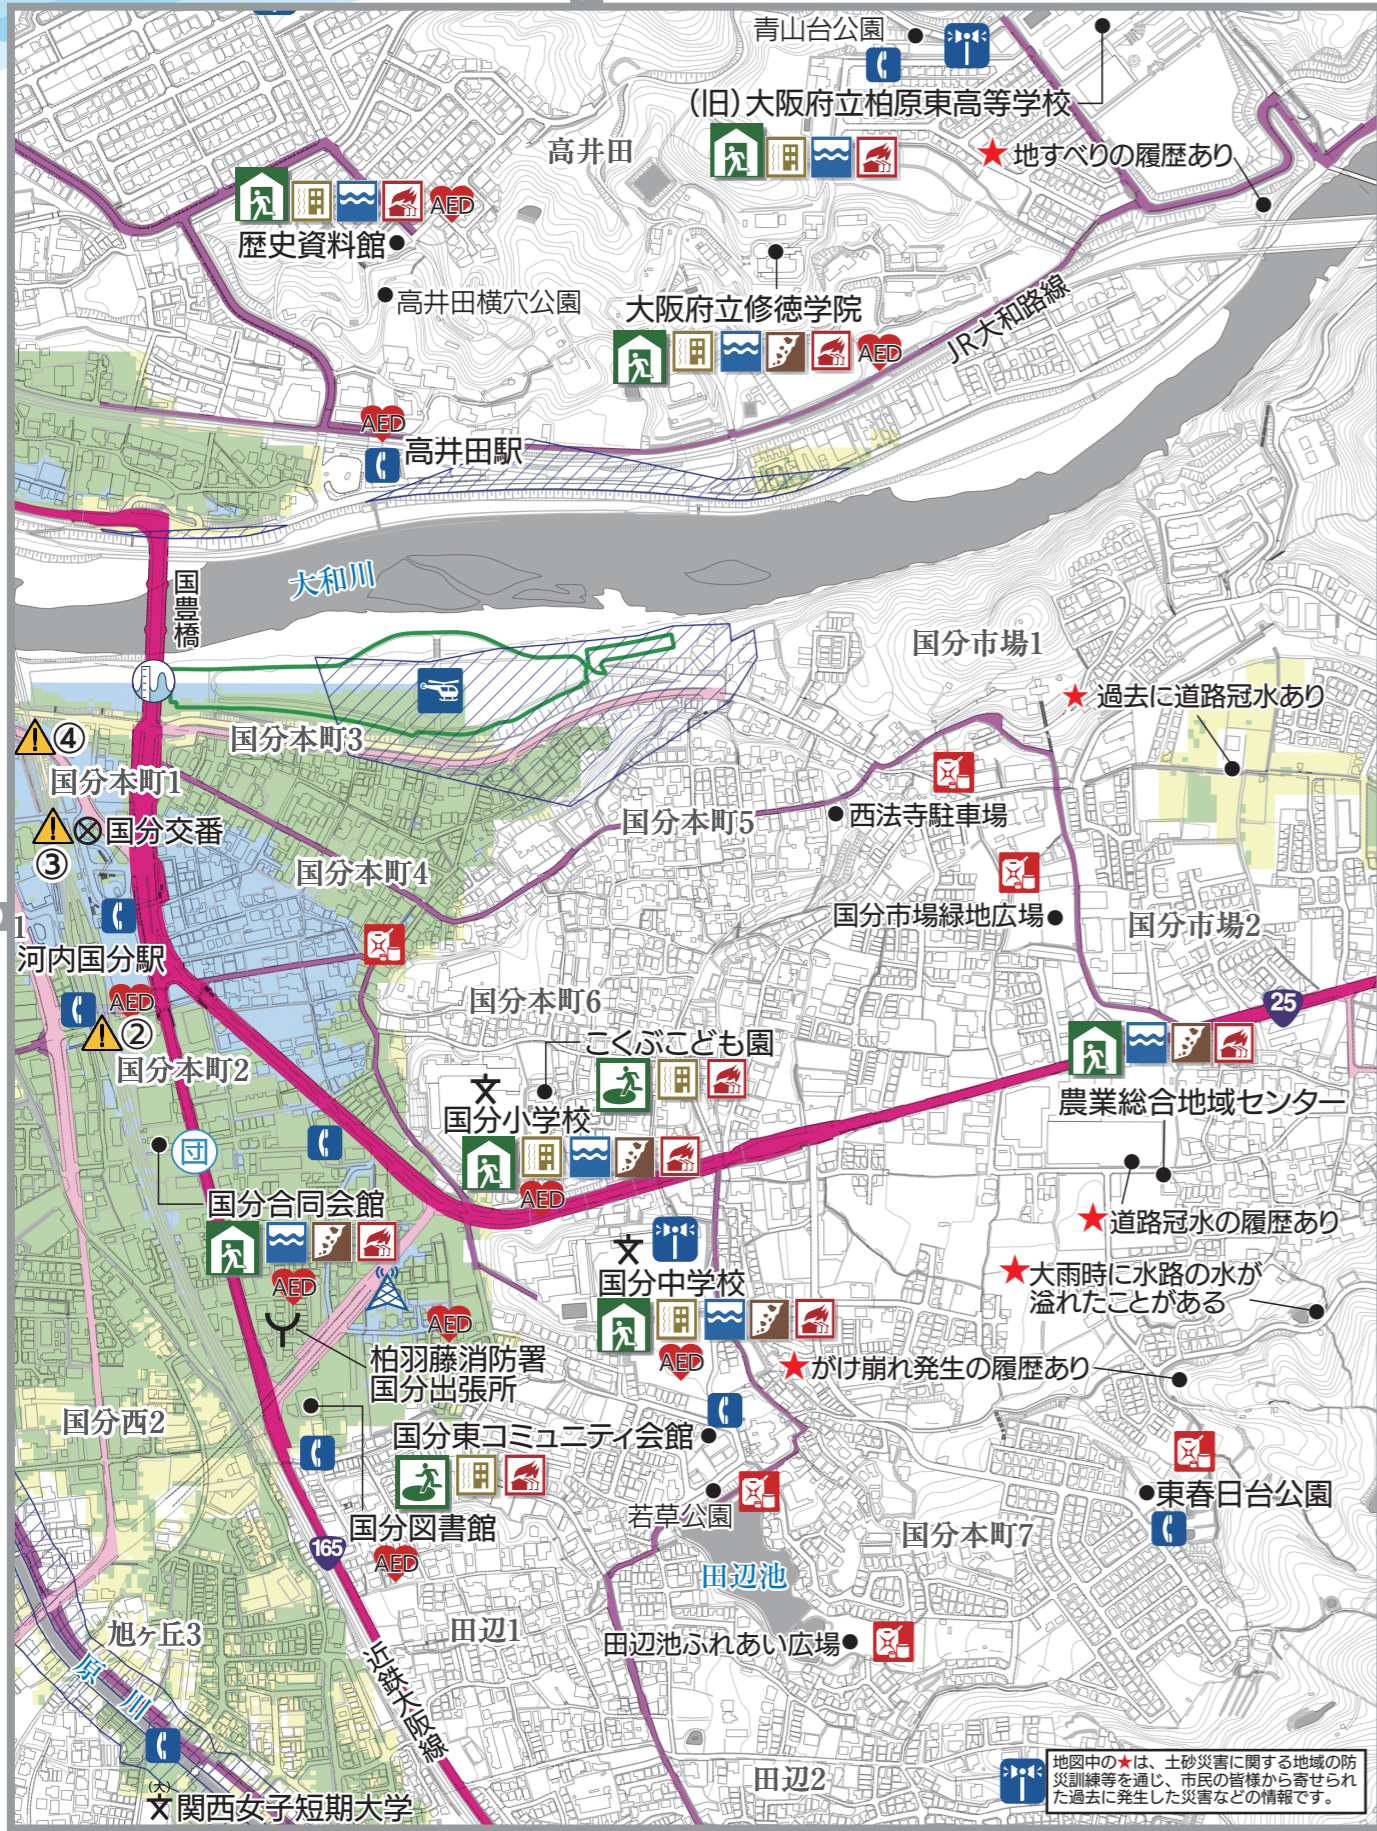 青山台公園
(旧)大阪府立柏原東高等学校
高井田
★地すべりの履歴あり
AED
歴史資料館
高井田横穴公園
大阪府立修徳学院
AED
JR大和路線
AED
高井田駅
大和川
国豊橋
国分市場1
★過去に道路冠水あり
国分本町3
④
国分本町1
国分交番
③
国分本町5
西法寺駐車場
国分本町4
国分市場緑地広場
国分市場2
1
河内国分駅
国分本町6
25
AED
②
国分本町2
こくぶこども園
文
国分小学校
農業総合地域センター
団
AED
国分合同会館
★道路冠水の履歴あり
文
国分中学校
★大雨時に水路の水が
溢れたことがある
AED
AED
AED
柏羽藤消防署
国分出張所
★がけ崩れ発生の履歴あり
国分西2
国分東コミュニティ会館
東春日台公園
若草公園
国分図書館
国分本町7
165
AED
田辺池
旭ヶ丘3
田辺1
田辺池ふれあい広場
原川
近鉄大阪線
田辺2
(大)
文
関西女子短期大学
地図中の★は、土砂災害に関する地域の防
災訓練等を通じ、市民の皆様から寄せられ
た過去に発生した災害などの情報です。